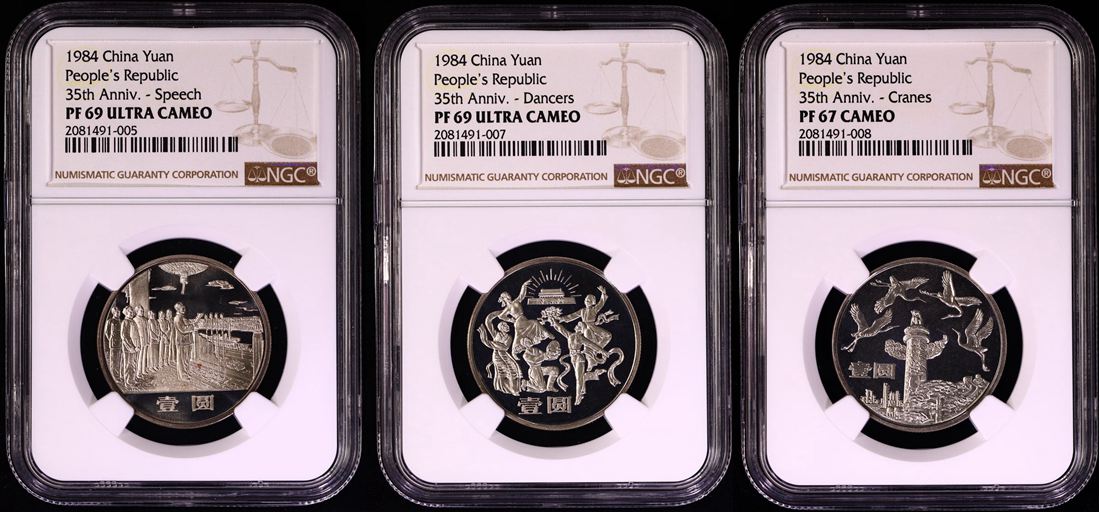 1984 China Yuan
People's Republic
35th Anniv. - Speech
PF 69 ULTRA CAMEO
2081491-005
NUMISMATIC GUARANTY CORPORATION NGC®
壹 圆
1984 China Yuan
People's Republic
35th Anniv. - Dancers
PF 69 ULTRA CAMEO
2081491-007
NUMISMATIC GUARANTY CORPORATION NGC®
壹圆
1984 China Yuan
People's Republic
35th Anniv. - Cranes
PF 67 CAMEO
2081491-008
NUMISMATIC GUARANTY CORPORATION NGC®
壹圆